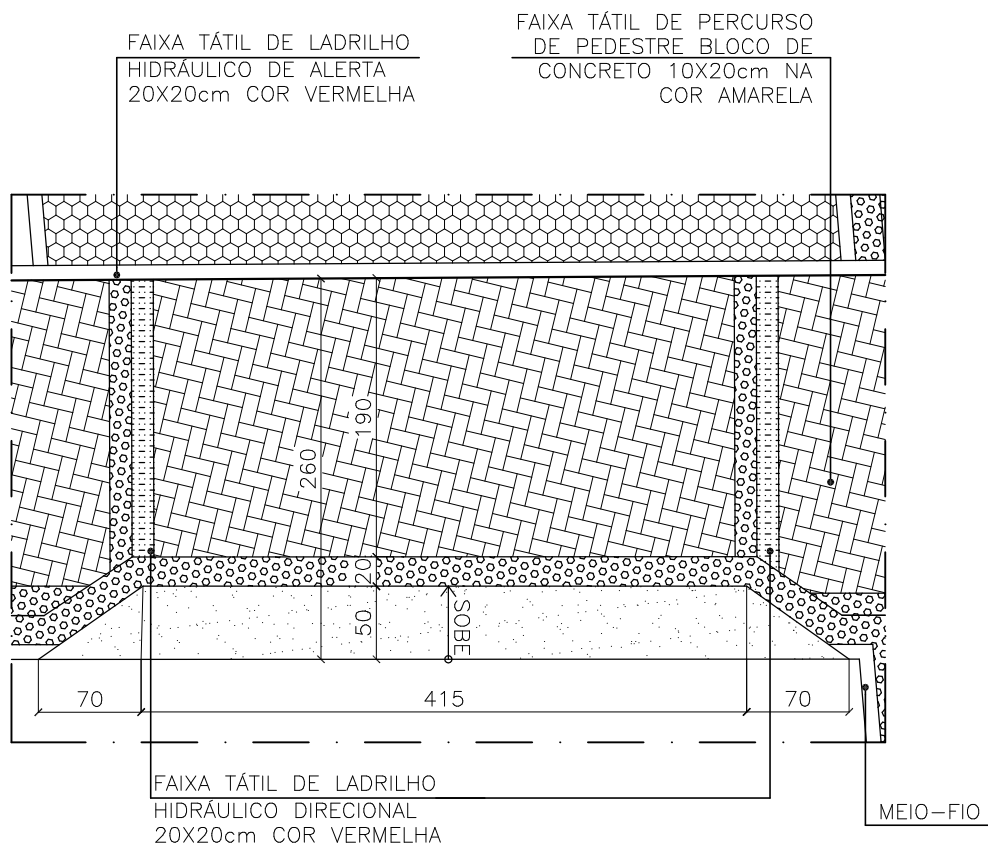 FAIXA TÁTIL DE LADRILHO
HIDRÁULICO DE ALERTA
20X20cm COR VERMELHA
FAIXA TÁTIL DE PERCURSO
DE PEDESTRE BLOCO DE
CONCRETO 10X20cm NA
COR AMARELA
190
260
20
50
SOBE
70
415
70
FAIXA TÁTIL DE LADRILHO
HIDRÁULICO DIRECIONAL
20X20cm COR VERMELHA
MEIO-FIO